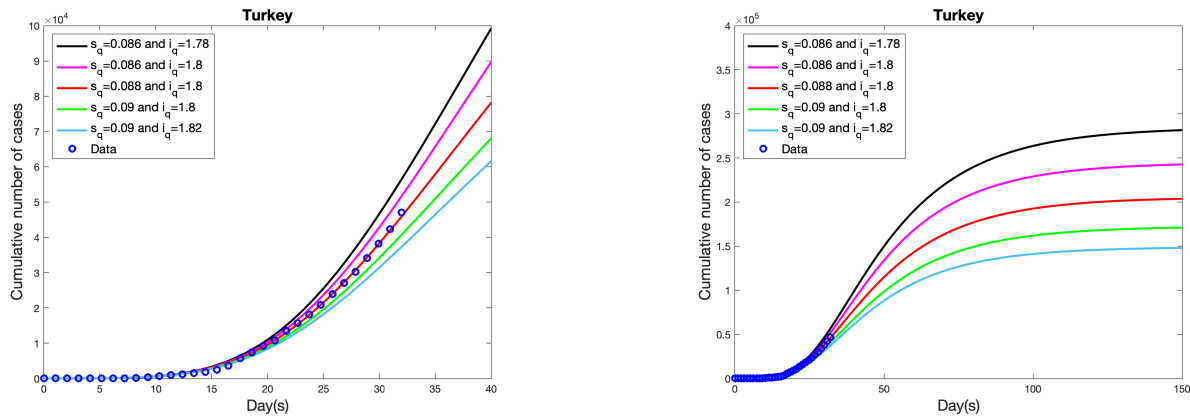 Turkey
×10⁴
10
9
8
7
6
5
4
3
2
1
0
Cumulative number of cases
s_q=0.086 and i_q=1.78
s_q=0.086 and i_q=1.8
s_q=0.088 and i_q=1.8
s_q=0.09 and i_q=1.8
s_q=0.09 and i_q=1.82
Data
0 5 10 15 20 25 30 35 40
Day(s)
Turkey
×10⁵
4
3.5
3
2.5
2
1.5
1
0.5
0
Cumulative number of cases
s_q=0.086 and i_q=1.78
s_q=0.086 and i_q=1.8
s_q=0.088 and i_q=1.8
s_q=0.09 and i_q=1.8
s_q=0.09 and i_q=1.82
Data
0 50 100 150
Day(s)